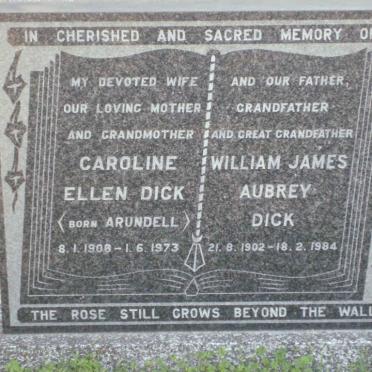 IN CHERISHED AND SACRED MEMORY OF
MY DEVOTED WIFE
OUR LOVING MOTHER
AND GRANDMOTHER
CAROLINE
ELLEN DICK
(BORN ARUNDELL)
8.1.1908-1.6.1973
AND OUR FATHER,
GRANDFATHER
AND GREAT GRANDFATHER
WILLIAM JAMES
AUBREY
DICK
21.8.1902-18.2.1984
THE ROSE STILL GROWS BEYOND THE WALL